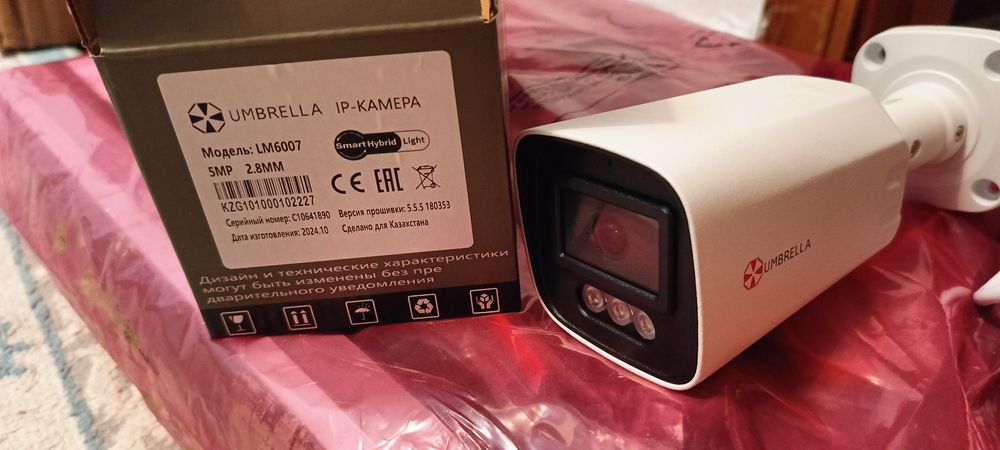 UMBRELLA IP-КАМЕРА
Модель: LM6007
5MP 2.8MM
Smart Hybrid Light
KZG101000102227
CE EAC
Серийный номер: C10641890 Версия прошивки: 5.5.5 180353
Дата изготовления: 2024.10 Сделано для Казахстана
Дизайн и технические характеристики
могут быть изменены без пре
дварительного уведомления
UMBRELLA